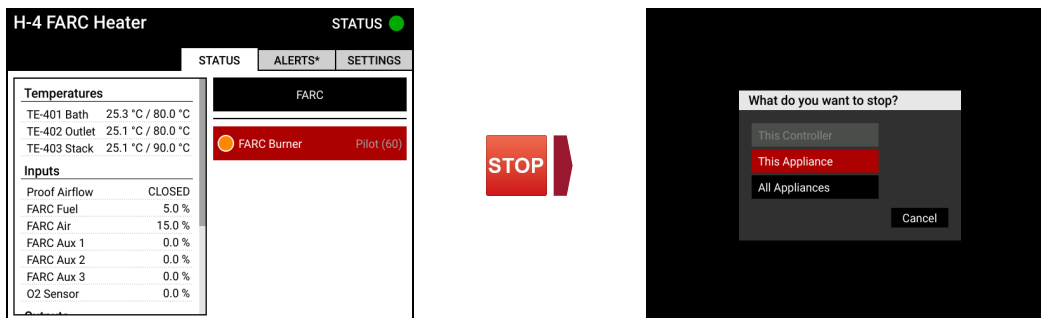 H-4 FARC Heater
STATUS
STATUS
ALERTS*
SETTINGS
Temperatures
TE-401 Bath 25.3 °C / 80.0 °C
TE-402 Outlet 25.1 °C / 80.0 °C
TE-403 Stack 25.1 °C / 90.0 °C
Inputs
Proof Airflow CLOSED
FARC Fuel 5.0 %
FARC Air 15.0 %
FARC Aux 1 0.0 %
FARC Aux 2 0.0 %
FARC Aux 3 0.0 %
O2 Sensor 0.0 %
FARC
FARC Burner Pilot (60)
STOP
What do you want to stop?
This Controller
This Appliance
All Appliances
Cancel